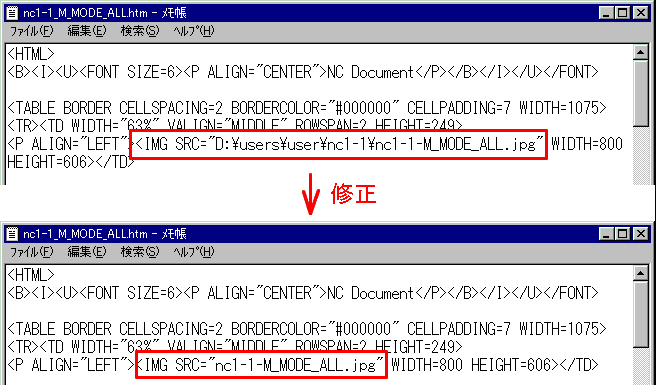 nc1-1_M_MODE_ALL.htm - メモ帳
ファイル(F) 編集(E) 検索(S) ヘルプ(H)
<HTML>
<B><I><U><FONT SIZE=6><P ALIGN="CENTER">NC Document</P></B></I></U></FONT>
<TABLE BORDER CELLSPACING=2 BORDERCOLOR="#000000" CELLPADDING=7 WIDTH=1075>
<TR><TD WIDTH="63%" VALIGN="MIDDLE" ROWSPAN=2 HEIGHT=249>
<P ALIGN="LEFT"><IMG SRC="D:¥users¥user¥nc1-1¥nc1-1-M_MODE_ALL.jpg" WIDTH=800
HEIGHT=606></TD>
修正
nc1-1_M_MODE_ALL.htm - メモ帳
ファイル(F) 編集(E) 検索(S) ヘルプ(H)
<HTML>
<B><I><U><FONT SIZE=6><P ALIGN="CENTER">NC Document</P></B></I></U></FONT>
<TABLE BORDER CELLSPACING=2 BORDERCOLOR="#000000" CELLPADDING=7 WIDTH=1075>
<TR><TD WIDTH="63%" VALIGN="MIDDLE" ROWSPAN=2 HEIGHT=249>
<P ALIGN="LEFT"><IMG SRC="nc1-1-M_MODE_ALL.jpg" WIDTH=800 HEIGHT=606></TD>